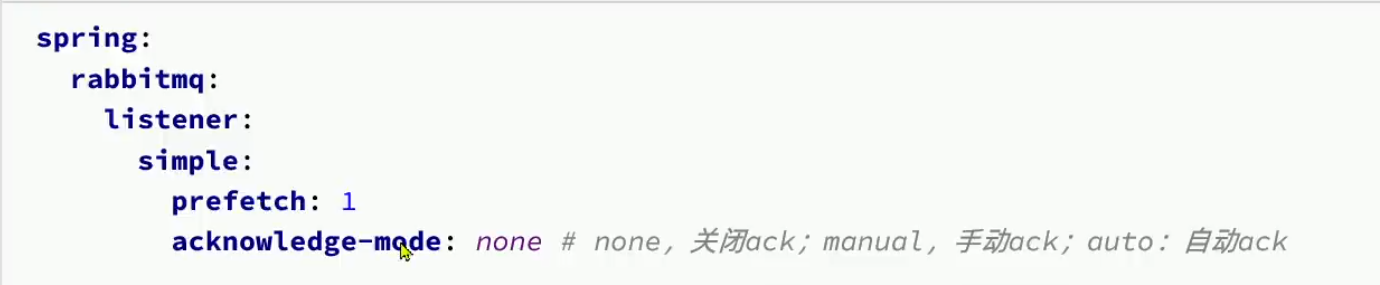 spring:
rabbitmq:
listener:
simple:
prefetch: 1
acknowledge-mode: none # none, 关闭ack; manual, 手动ack; auto: 自动ack